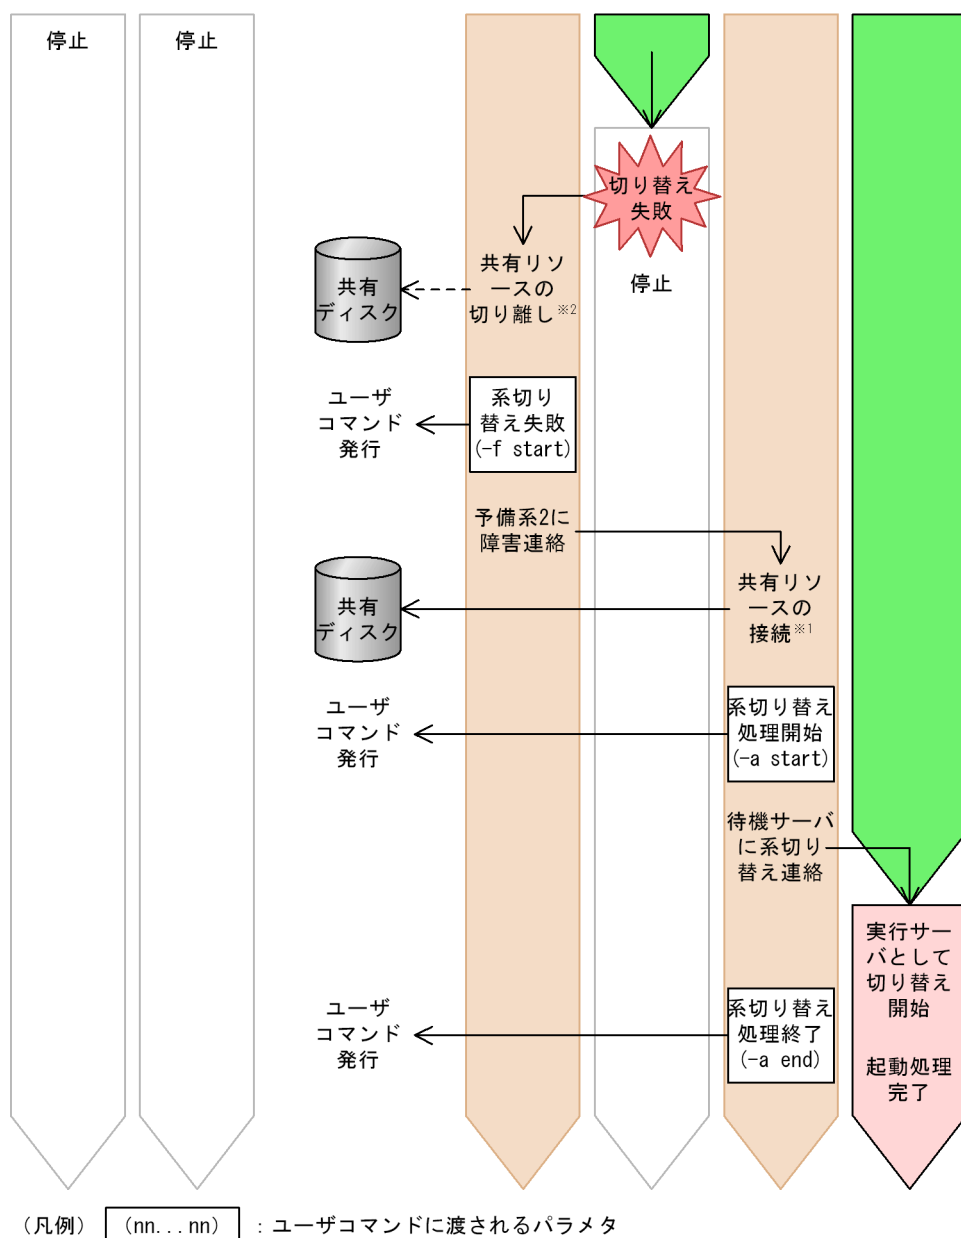 停止
停止
切り替え
失敗
停止
共有リソ
ースの
切り離し※2
共有
ディスク
ユーザ
コマンド
発行
系切り
替え失敗
(-f start)
予備系2に
障害連絡
共有リソ
ースの
接続※1
共有
ディスク
ユーザ
コマンド
発行
系切り替え
処理開始
(-a start)
待機サーバ
に系切り
替え連絡
実行サー
バとして
切り替え
開始
起動処理
完了
ユーザ
コマンド
発行
系切り替え
処理終了
(-a end)
（凡例） (nn...nn) ：ユーザコマンドに渡されるパラメタ